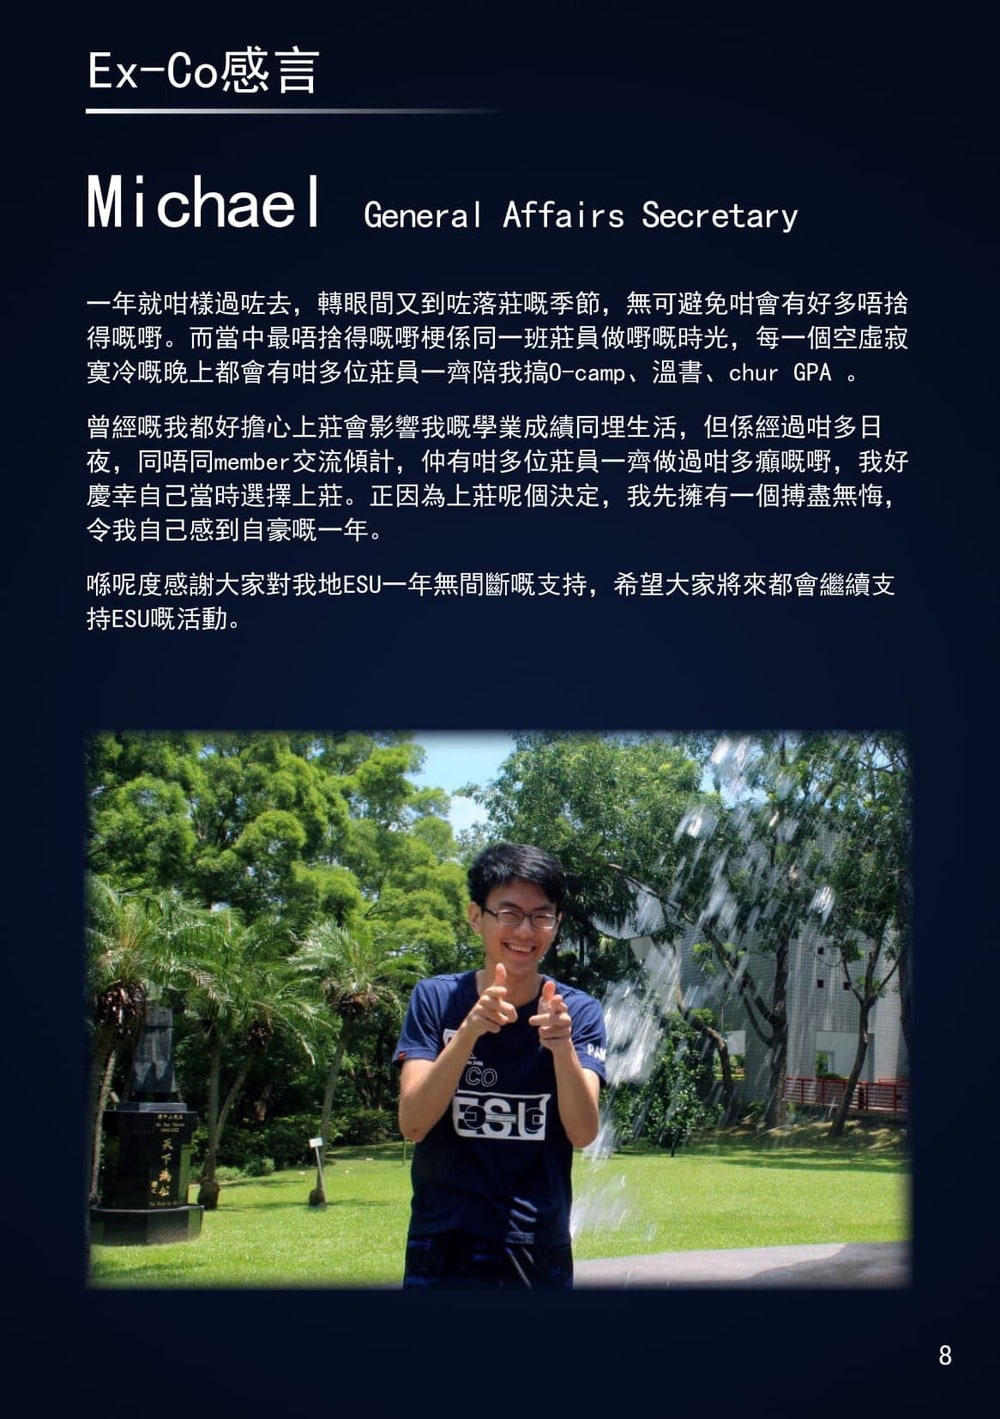 Ex-Co感言
Michael General Affairs Secretary
一年就咁樣過咗去，轉眼間又到咗落莊嘅季節，無可避免咁會有好多唔捨
得嘅嘢。而當中最唔捨得嘅嘢梗係同一班莊員做嘢嘅時光，每一個空虛寂
寞冷嘅晚上都會有咁多位莊員一齊陪我搞O-camp、溫書、chur GPA 。
曾經嘅我都好擔心上莊會影響我嘅學業成績同埋生活，但係經過咁多日
夜，同唔同member交流傾計，仲有咁多位莊員一齊做過咁多癲嘅嘢，我好
慶幸自己當時選擇上莊。正因為上莊呢個決定，我先擁有一個搏盡無悔，
令我自己感到自豪嘅一年。
喺呢度感謝大家對我地ESU一年無間斷嘅支持，希望大家將來都會繼續支
持ESU嘅活動。
CO
ESU
天下為公
8